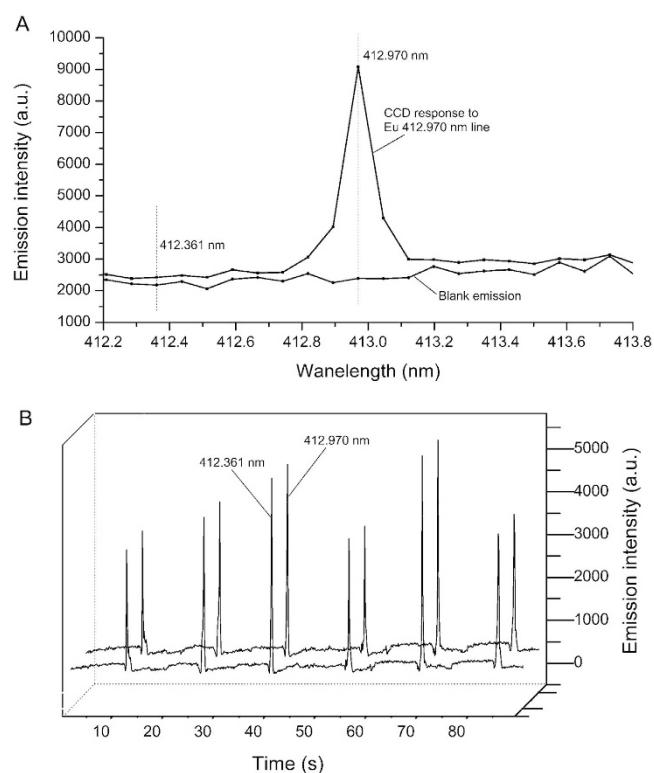 A
10000
9000
8000
7000
6000
5000
4000
3000
2000
1000
Emission intensity (a.u.)
412.970 nm
CCD response to
Eu 412.970 nm line
412.361 nm
Blank emission
412.2 412.4 412.6 412.8 413.0 413.2 413.4 413.6 413.8
Wanelength (nm)
B
412.361 nm
412.970 nm
5000
4000
3000
2000
1000
0
Emission intensity (a.u.)
10 20 30 40 50 60 70 80
Time (s)